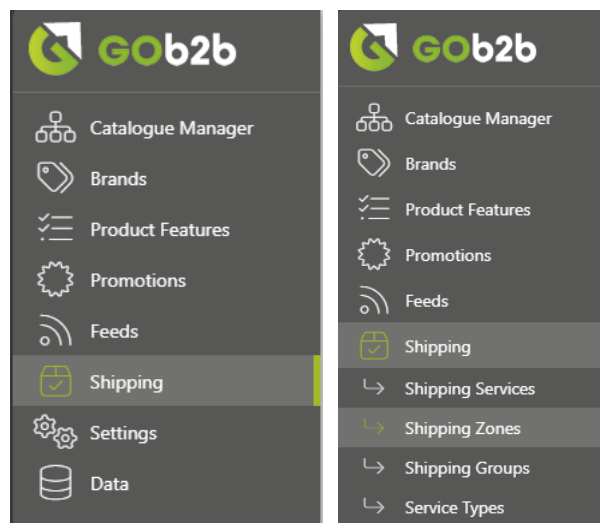 GOb2b
Catalogue Manager
Brands
Product Features
Promotions
Feeds
Shipping
Settings
Data
GOb2b
Catalogue Manager
Brands
Product Features
Promotions
Feeds
Shipping
Shipping Services
Shipping Zones
Shipping Groups
Service Types